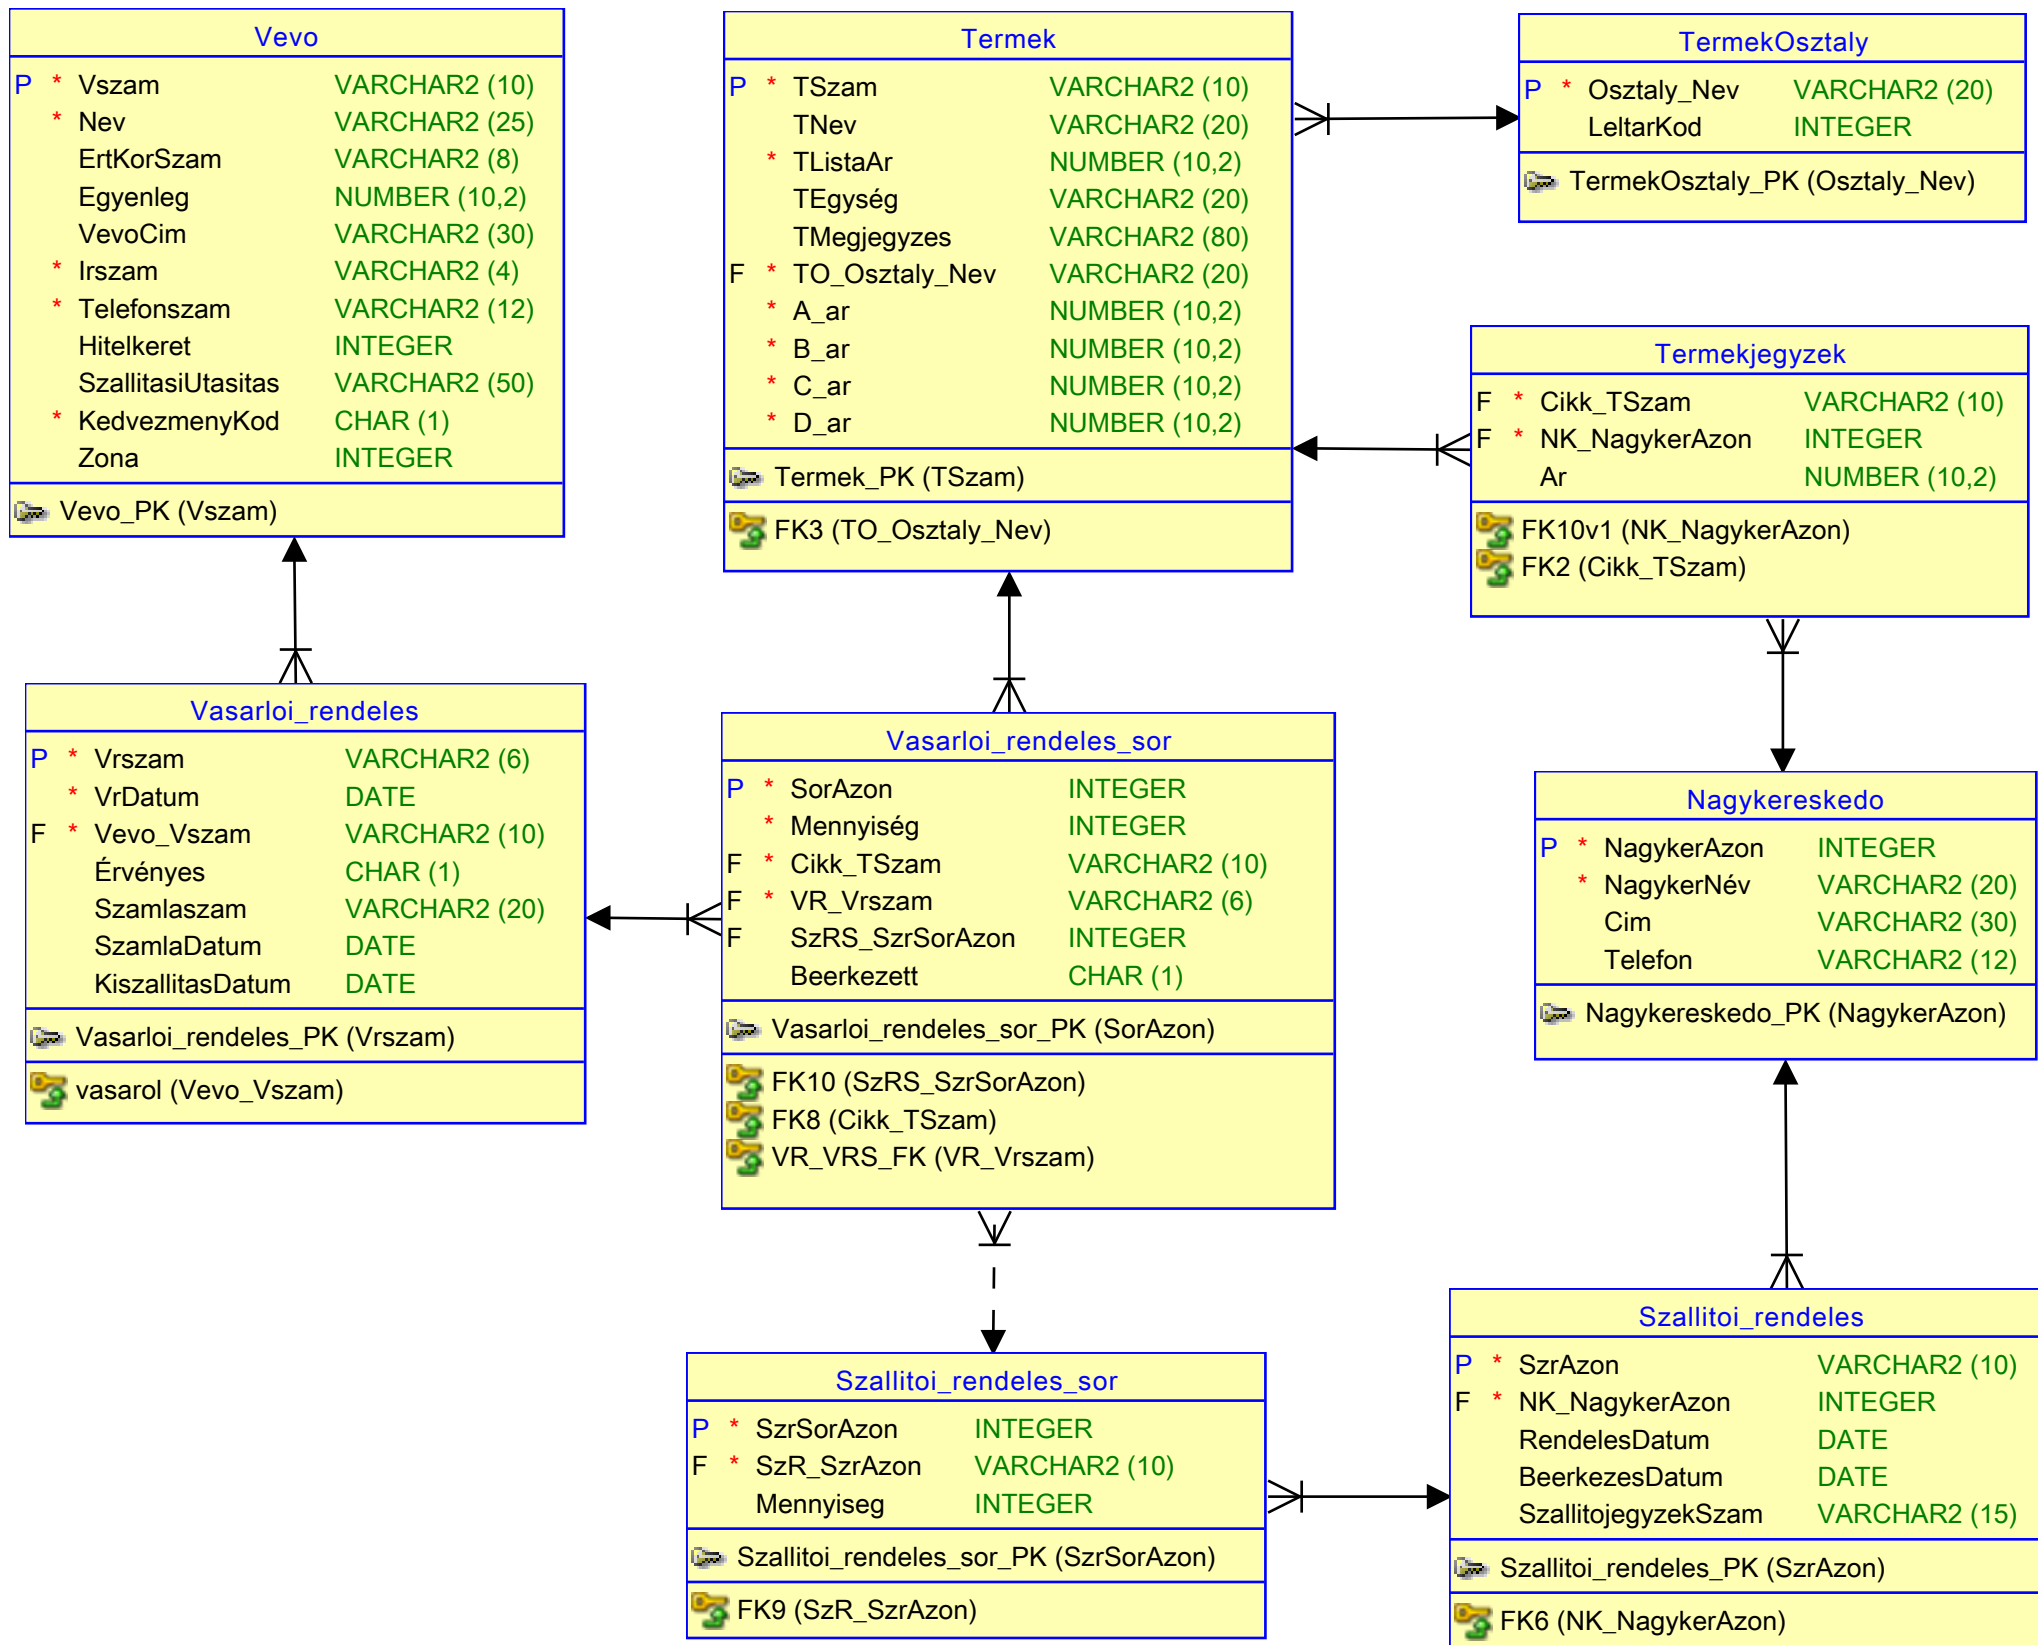 Vevo
P * Vszam VARCHAR2 (10)
* Nev VARCHAR2 (25)
ErtKorSzam VARCHAR2 (8)
Egyenleg NUMBER (10,2)
VevoCim VARCHAR2 (30)
* Irszam VARCHAR2 (4)
* Telefonszam VARCHAR2 (12)
Hitelkeret INTEGER
SzallitasiUtasitas VARCHAR2 (50)
* KedvezmenyKod CHAR (1)
Zona INTEGER
Vevo_PK (Vszam)
Termek
P * TSzam VARCHAR2 (10)
TNev VARCHAR2 (20)
* TListaAr NUMBER (10,2)
TEgység VARCHAR2 (20)
TMegjegyzes VARCHAR2 (80)
F * TO_Osztaly_Nev VARCHAR2 (20)
* A_ar NUMBER (10,2)
* B_ar NUMBER (10,2)
* C_ar NUMBER (10,2)
* D_ar NUMBER (10,2)
Termek_PK (TSzam)
FK3 (TO_Osztaly_Nev)
TermekOsztaly
P * Osztaly_Nev VARCHAR2 (20)
LeltarKod INTEGER
TermekOsztaly_PK (Osztaly_Nev)
Termekjegyzek
F * Cikk_TSzam VARCHAR2 (10)
F * NK_NagykerAzon INTEGER
Ar NUMBER (10,2)
FK10v1 (NK_NagykerAzon)
FK2 (Cikk_TSzam)
Vasarloi_rendeles
P * Vrszam VARCHAR2 (6)
* VrDatum DATE
F * Vevo_Vszam VARCHAR2 (10)
Érvényes CHAR (1)
Szamlaszam VARCHAR2 (20)
SzamlaDatum DATE
KiszallitasDatum DATE
Vasarloi_rendeles_PK (Vrszam)
vasarol (Vevo_Vszam)
Vasarloi_rendeles_sor
P * SorAzon INTEGER
* Mennyiség INTEGER
F * Cikk_TSzam VARCHAR2 (10)
F * VR_Vrszam VARCHAR2 (6)
F SzRS_SzrSorAzon INTEGER
Beerkezett CHAR (1)
Vasarloi_rendeles_sor_PK (SorAzon)
FK10 (SzRS_SzrSorAzon)
FK8 (Cikk_TSzam)
VR_VRS_FK (VR_Vrszam)
Nagykereskedo
P * NagykerAzon INTEGER
* NagykerNév VARCHAR2 (20)
Cim VARCHAR2 (30)
Telefon VARCHAR2 (12)
Nagykereskedo_PK (NagykerAzon)
Szallitoi_rendeles_sor
P * SzrSorAzon INTEGER
F * SzR_SzrAzon VARCHAR2 (10)
Mennyiseg INTEGER
Szallitoi_rendeles_sor_PK (SzrSorAzon)
FK9 (SzR_SzrAzon)
Szallitoi_rendeles
P * SzrAzon VARCHAR2 (10)
F * NK_NagykerAzon INTEGER
RendelesDatum DATE
BeerkezesDatum DATE
SzallitojegyzekSzam VARCHAR2 (15)
Szallitoi_rendeles_PK (SzrAzon)
FK6 (NK_NagykerAzon)